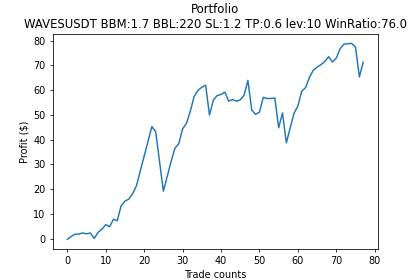 Portfolio
WAVESUSDT BBM:1.7 BBL:220 SL:1.2 TP:0.6 lev:10 WinRatio:76.0
80
70
60
50
40
30
20
10
0
Profit ($)
0 10 20 30 40 50 60 70 80
Trade counts